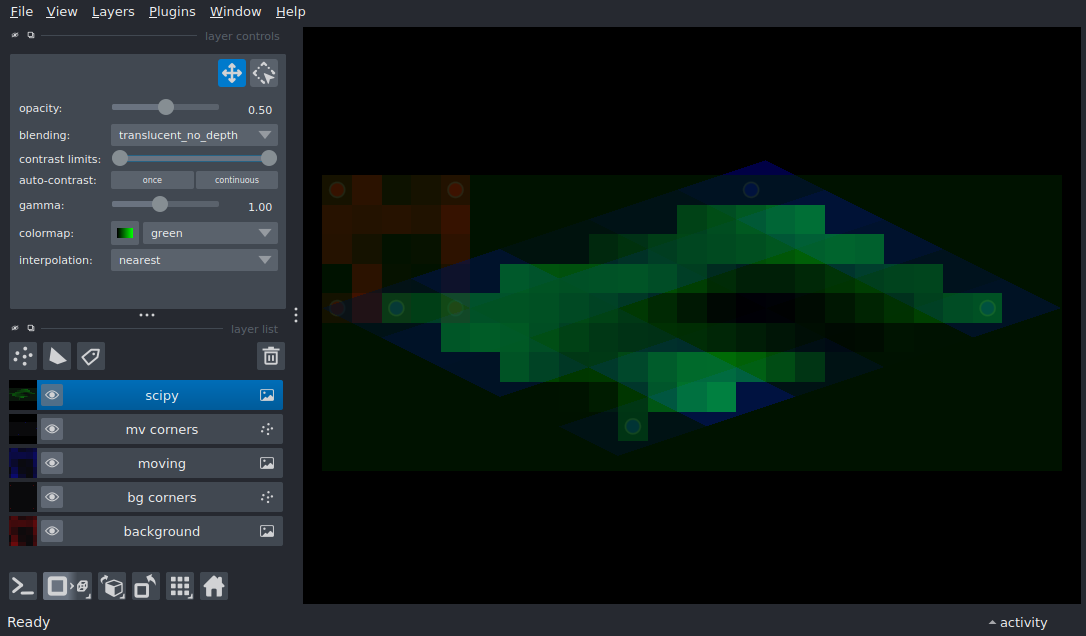 File View Layers Plugins Window Help
layer controls
opacity: 0.50
blending: translucent_no_depth
contrast limits:
auto-contrast: once continuous
gamma: 1.00
colormap: green
interpolation: nearest
layer list
scipy
mv corners
moving
bg corners
background
Ready activity